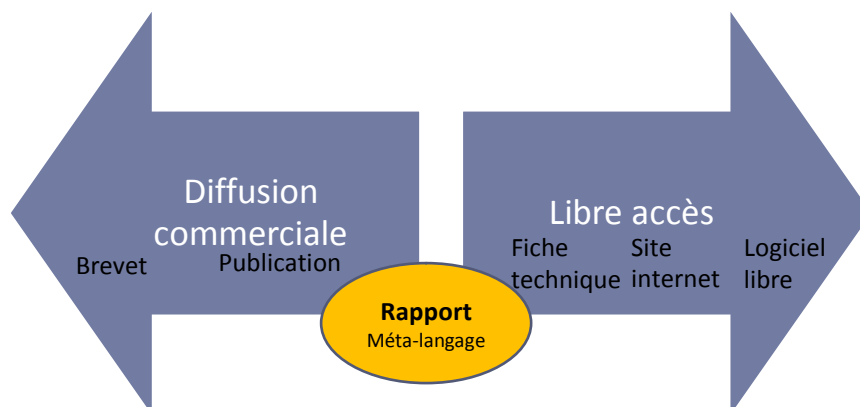 Diffusion
commerciale
Brevet
Publication
Libre accès
Fiche
technique
Site
internet
Logiciel
libre
Rapport
Méta-langage